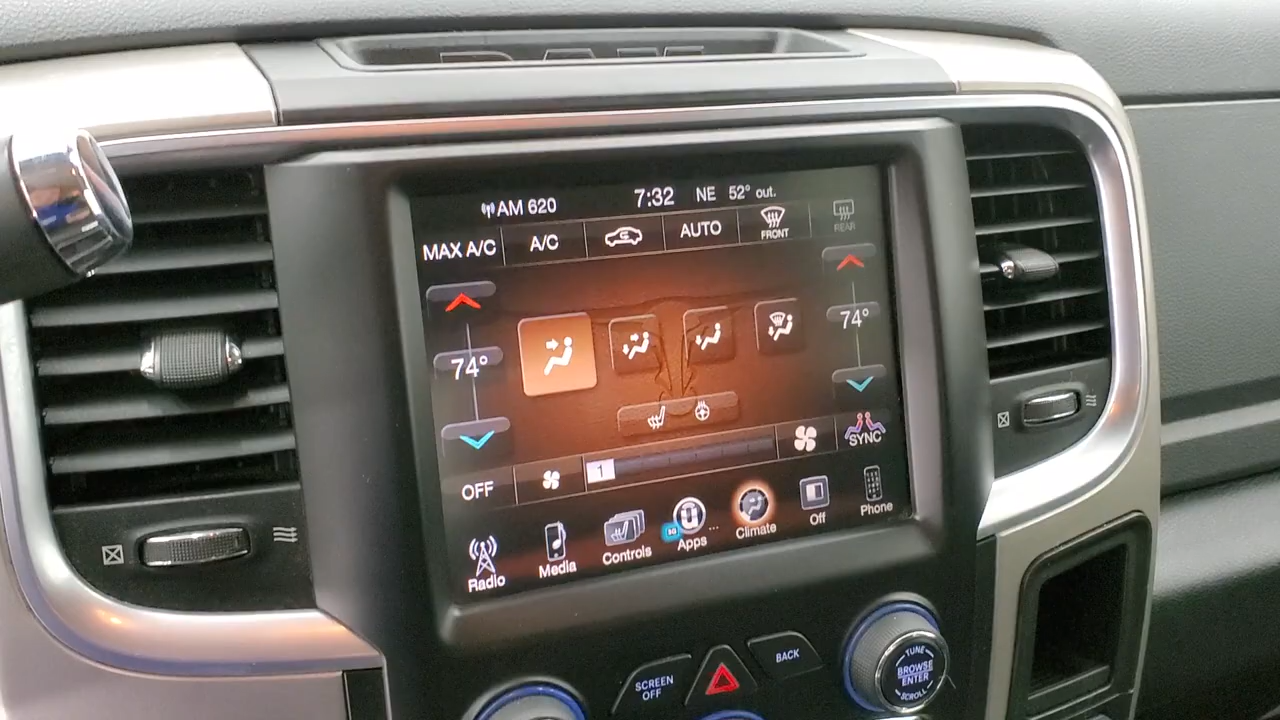 RAM
AM 620 7:32 NE 52° out.
MAX A/C A/C AUTO FRONT REAR
74° 74°
OFF 1 SYNC
Radio Media Controls Apps ... Climate Off Phone
SCREEN OFF
BACK
TUNE
BROWSE
ENTER
SCROLL